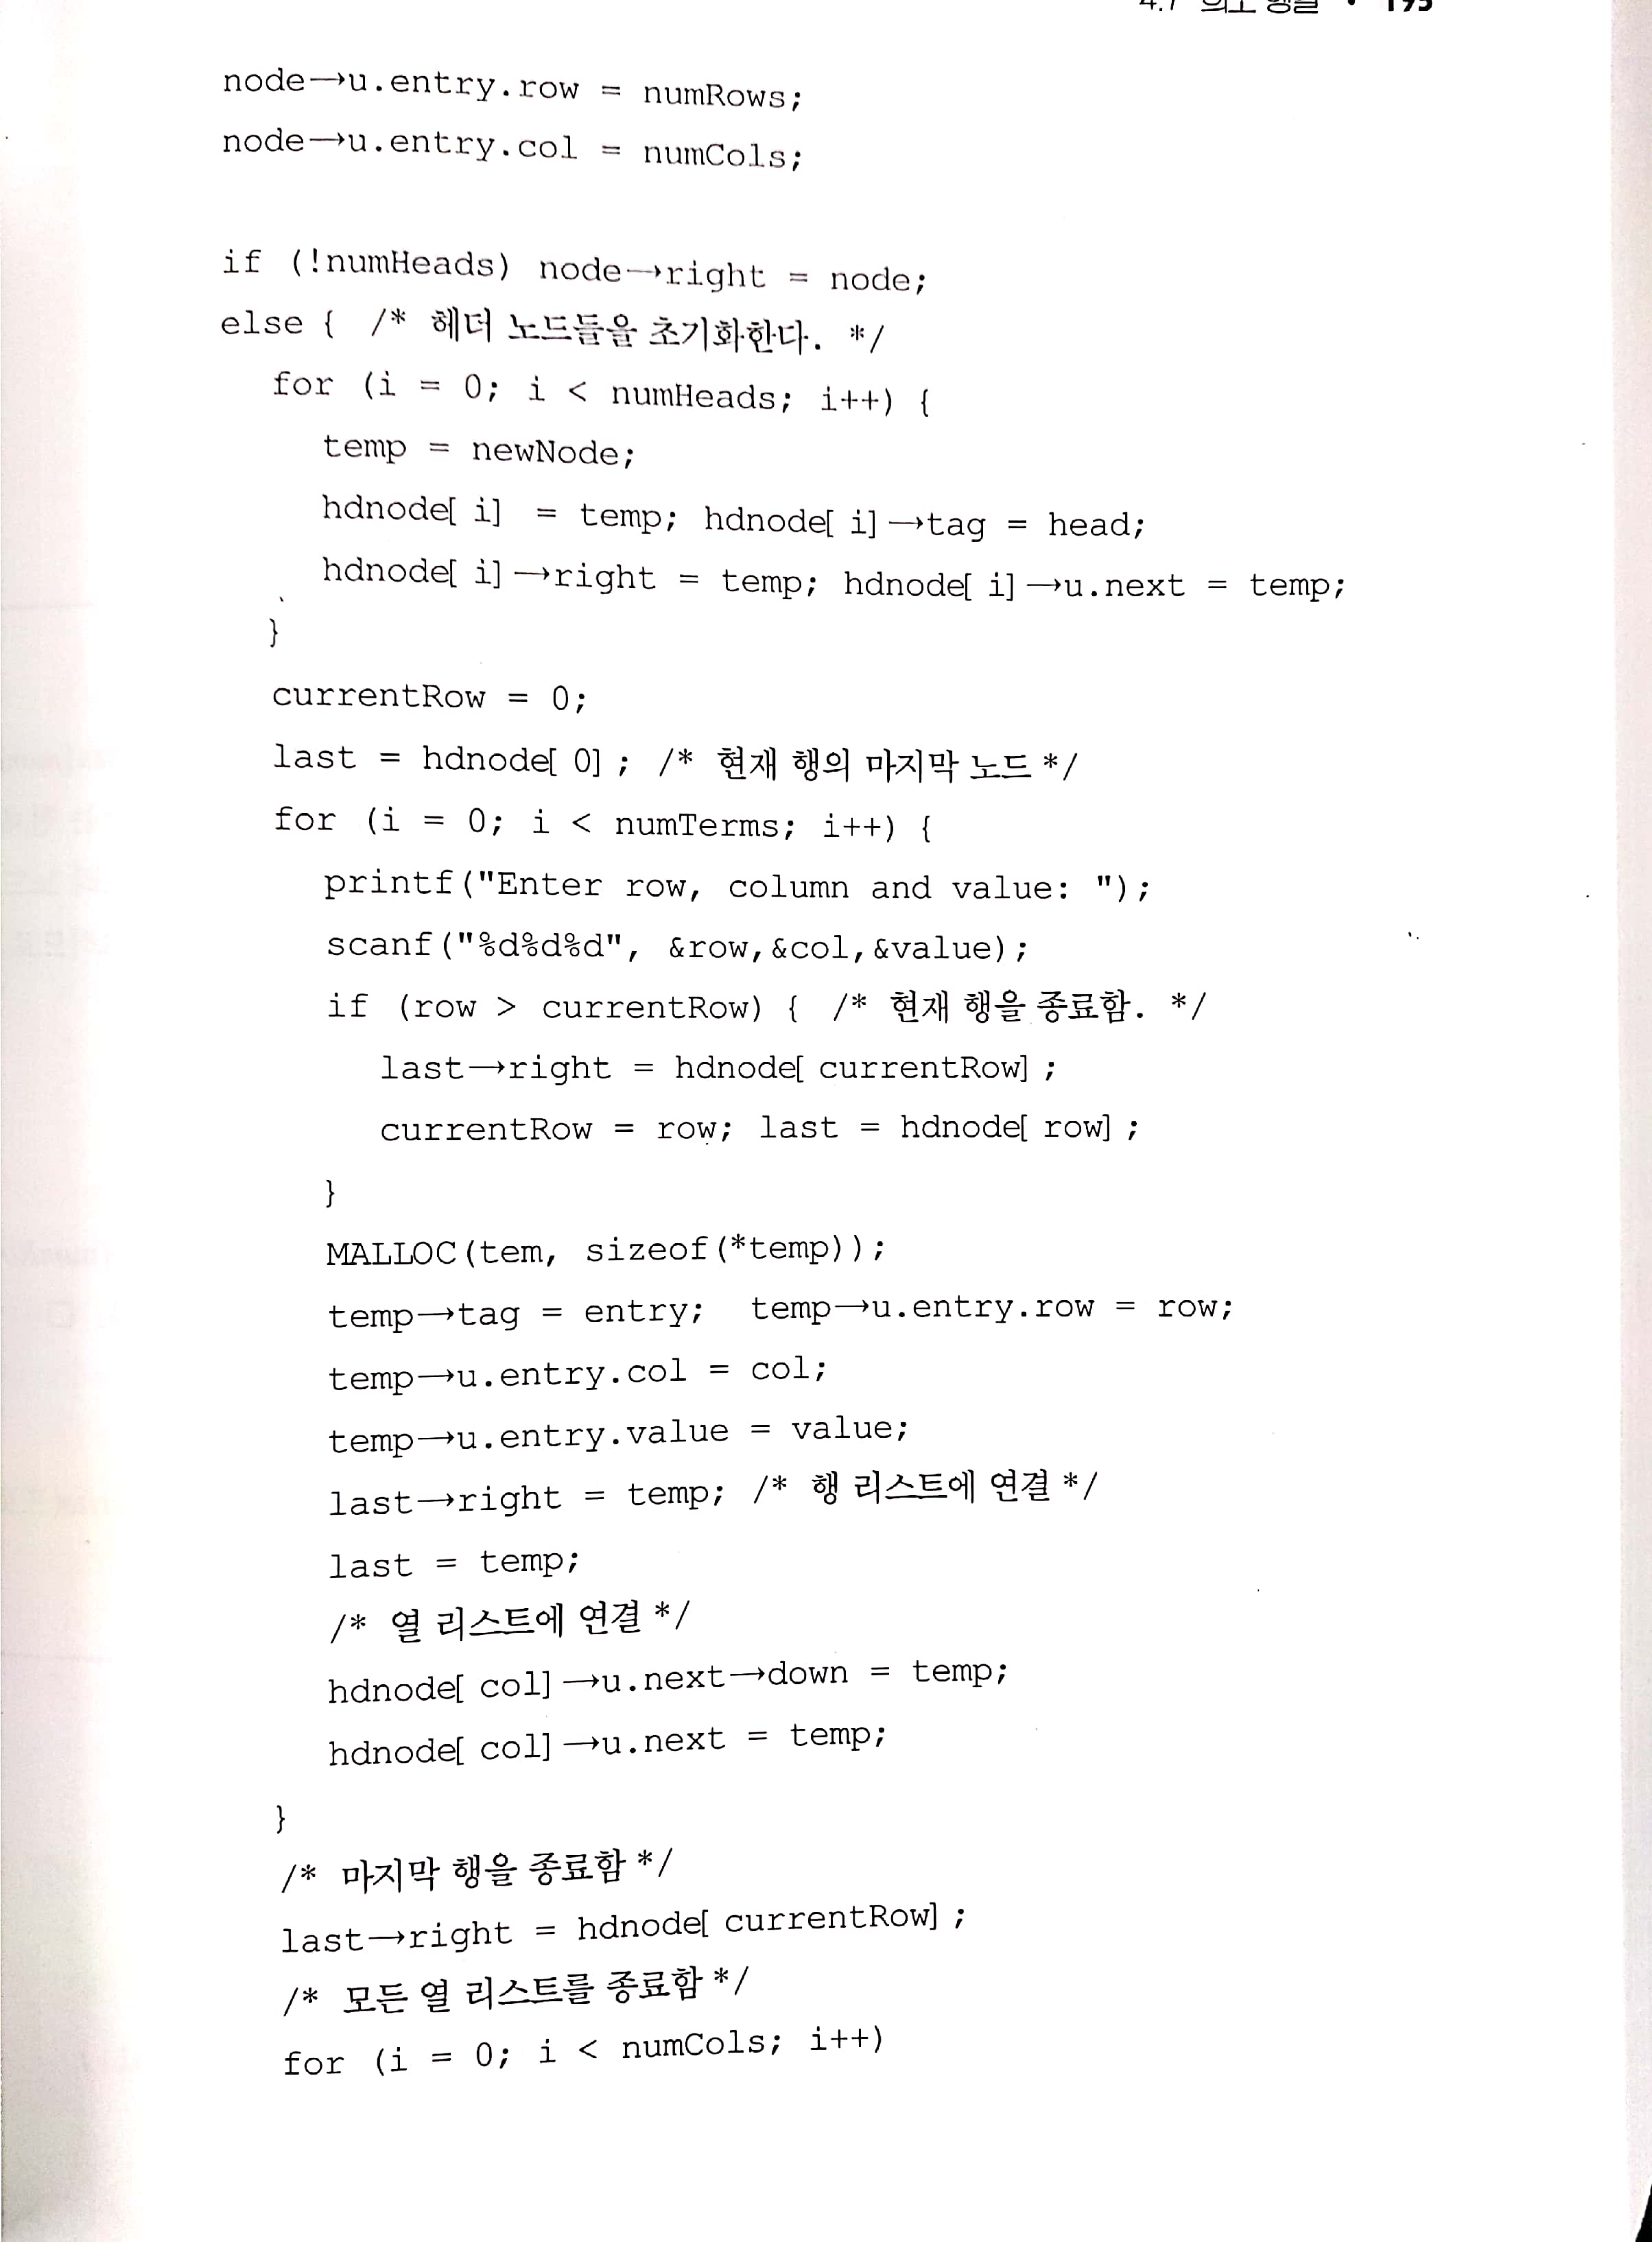 4.7 희소 행렬 • 195
node→u.entry.row = numRows;
node→u.entry.col = numCols;
if (!numHeads) node→right = node;
else { /* 헤더 노드들을 초기화한다. */
for (i = 0; i < numHeads; i++) {
temp = newNode;
hdnode[i] = temp; hdnode[i]→tag = head;
hdnode[i]→right = temp; hdnode[i]→u.next = temp;
}
currentRow = 0;
last = hdnode[0]; /* 현재 행의 마지막 노드 */
for (i = 0; i < numTerms; i++) {
printf("Enter row, column and value: ");
scanf("%d%d%d", &row,&col,&value);
if (row > currentRow) { /* 현재 행을 종료함. */
last→right = hdnode[currentRow];
currentRow = row; last = hdnode[row];
}
MALLOC(tem, sizeof(*temp));
temp→tag = entry; temp→u.entry.row = row;
temp→u.entry.col = col;
temp→u.entry.value = value;
last→right = temp; /* 행 리스트에 연결 */
last = temp;
/* 열 리스트에 연결 */
hdnode[col]→u.next→down = temp;
hdnode[col]→u.next = temp;
}
/* 마지막 행을 종료함 */
last→right = hdnode[currentRow];
/* 모든 열 리스트를 종료함 */
for (i = 0; i < numCols; i++)